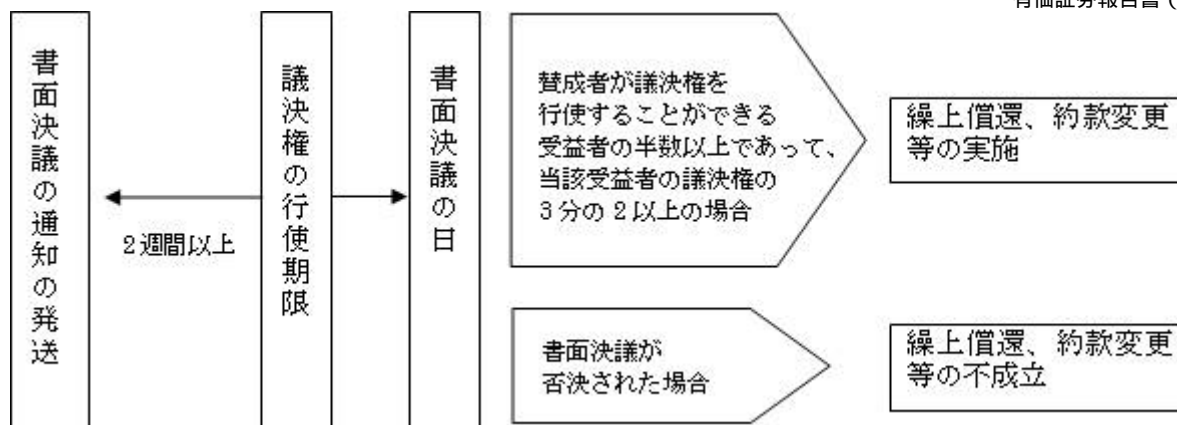 有価証券報告書（
書面決議の通知の発送
2週間以上
議決権の行使期限
書面決議の日
賛成者が議決権を
行使することができる
受益者の半数以上であって、
当該受益者の議決権の
3分の2以上の場合
繰上償還、約款変更
等の実施
書面決議が
否決された場合
繰上償還、約款変更
等の不成立